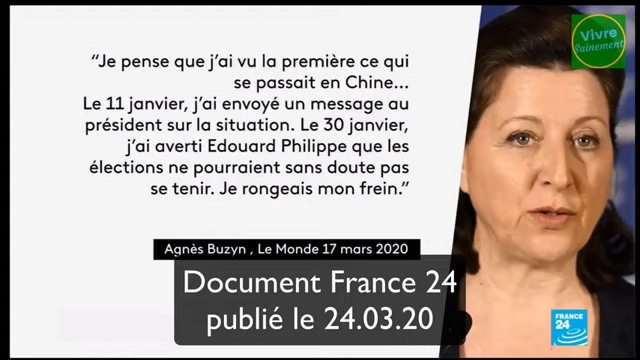 Vivre
Sainement
“Je pense que j’ai vu la première ce qui
se passait en Chine...
Le 11 janvier, j’ai envoyé un message au
président sur la situation. Le 30 janvier,
j’ai averti Edouard Philippe que les
élections ne pourraient sans doute pas
se tenir. Je rongeais mon frein.”
Agnès Buzyn , Le Monde 17 mars 2020
Document France 24
publié le 24.03.20
FRANCE
24